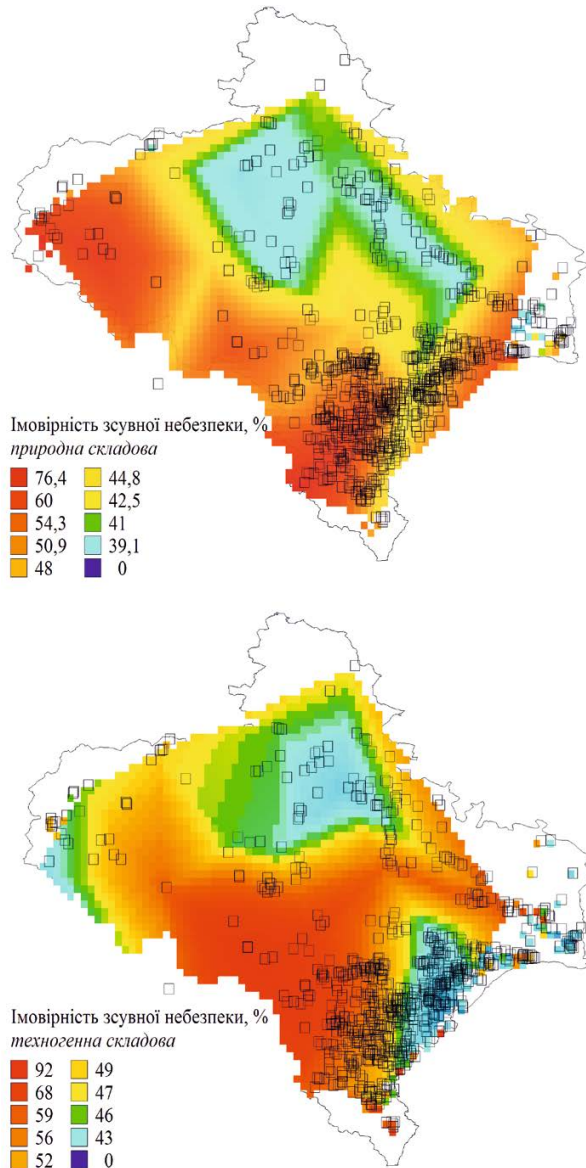 Імовірність зсувної небезпеки, %
природна складова
76,4 44,8
60 42,5
54,3 41
50,9 39,1
48 0
Імовірність зсувної небезпеки, %
техногенна складова
92 49
68 47
59 46
56 43
52 0